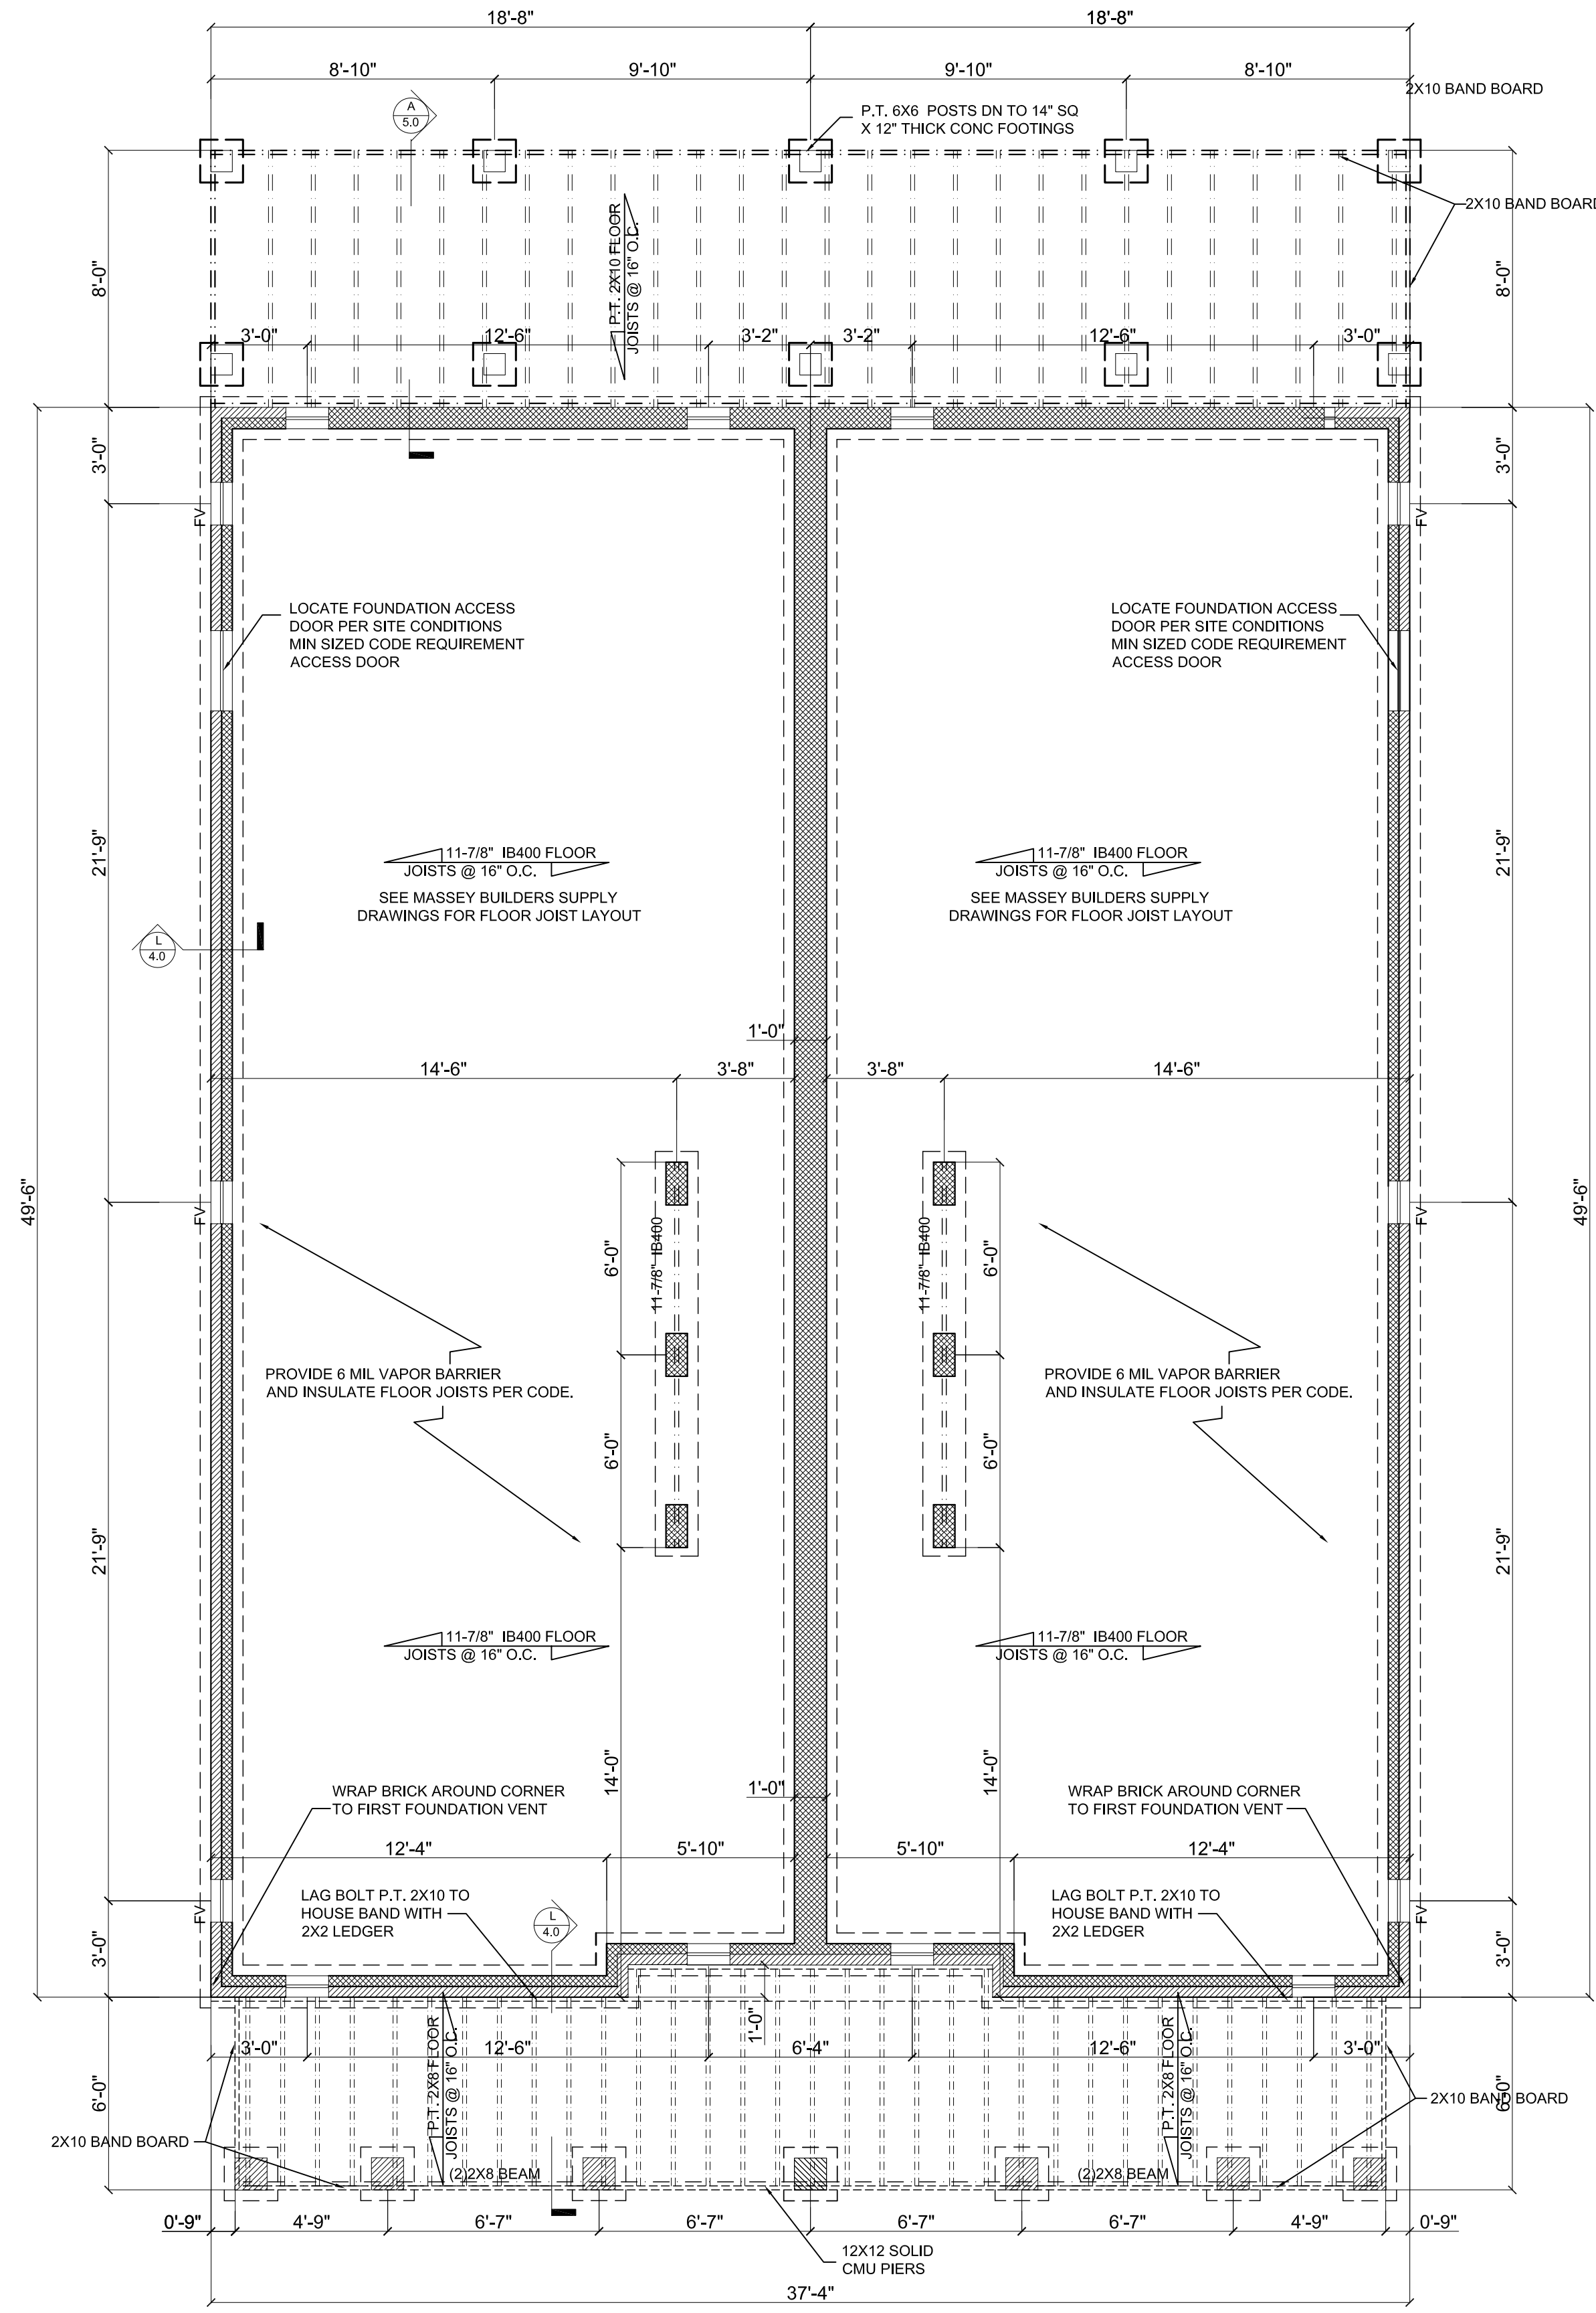 18'-8"
18'-8"
8'-10"
9'-10"
9'-10"
8'-10"
2X10 BAND BOARD
A
5.0
P.T. 6X6 POSTS DN TO 14" SQ
X 12" THICK CONC FOOTINGS
2X10 BAND BOARD
8'-0"
P.T. 2X10 FLOOR
JOISTS @ 16" O.C.
8'-0"
3'-0"
12'-6"
3'-2"
3'-2"
12'-6"
3'-0"
3'-0"
3'-0"
FV
FV
LOCATE FOUNDATION ACCESS
DOOR PER SITE CONDITIONS
MIN SIZED CODE REQUIREMENT
ACCESS DOOR
LOCATE FOUNDATION ACCESS
DOOR PER SITE CONDITIONS
MIN SIZED CODE REQUIREMENT
ACCESS DOOR
21'-9"
21'-9"
11-7/8" IB400 FLOOR
JOISTS @ 16" O.C.
SEE MASSEY BUILDERS SUPPLY
DRAWINGS FOR FLOOR JOIST LAYOUT
11-7/8" IB400 FLOOR
JOISTS @ 16" O.C.
SEE MASSEY BUILDERS SUPPLY
DRAWINGS FOR FLOOR JOIST LAYOUT
L
4.0
1'-0"
14'-6"
3'-8"
3'-8"
14'-6"
49'-6"
49'-6"
FV
FV
6'-0"
11-7/8" IB400
11-7/8" IB400
6'-0"
PROVIDE 6 MIL VAPOR BARRIER
AND INSULATE FLOOR JOISTS PER CODE.
PROVIDE 6 MIL VAPOR BARRIER
AND INSULATE FLOOR JOISTS PER CODE.
6'-0"
6'-0"
21'-9"
21'-9"
11-7/8" IB400 FLOOR
JOISTS @ 16" O.C.
11-7/8" IB400 FLOOR
JOISTS @ 16" O.C.
14'-0"
14'-0"
1'-0"
WRAP BRICK AROUND CORNER
TO FIRST FOUNDATION VENT
WRAP BRICK AROUND CORNER
TO FIRST FOUNDATION VENT
12'-4"
5'-10"
5'-10"
12'-4"
LAG BOLT P.T. 2X10 TO
HOUSE BAND WITH
2X2 LEDGER
L
4.0
LAG BOLT P.T. 2X10 TO
HOUSE BAND WITH
2X2 LEDGER
FV
FV
3'-0"
3'-0"
1'-0"
3'-0"
12'-6"
6'-4"
12'-6"
3'-0"
P.T. 2X8 FLOOR
JOISTS @ 16" O.C.
P.T. 2X8 FLOOR
JOISTS @ 16" O.C.
6'-0"
6'-0"
2X10 BAND BOARD
2X10 BAND BOARD
(2)2X8 BEAM
(2)2X8 BEAM
0'-9"
4'-9"
6'-7"
6'-7"
6'-7"
6'-7"
4'-9"
0'-9"
12X12 SOLID
CMU PIERS
37'-4"